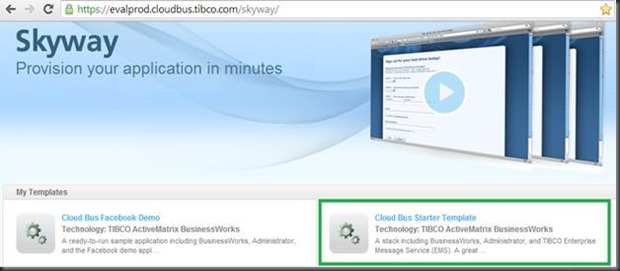 https://evalprod.cloudbus.tibco.com/skyway/
Skyway
Provision your application in minutes
Sign up for your test drive today!
My Templates
Cloud Bus Facebook Demo
Technology: TIBCO ActiveMatrix BusinessWorks
A ready-to-run sample application including BusinessWorks, Administrator,
and the Facebook demo appl ...
Cloud Bus Starter Template
Technology: TIBCO ActiveMatrix BusinessWorks
A stack including BusinessWorks, Administrator, and TIBCO Enterprise
Message Service (EMS). A great ...